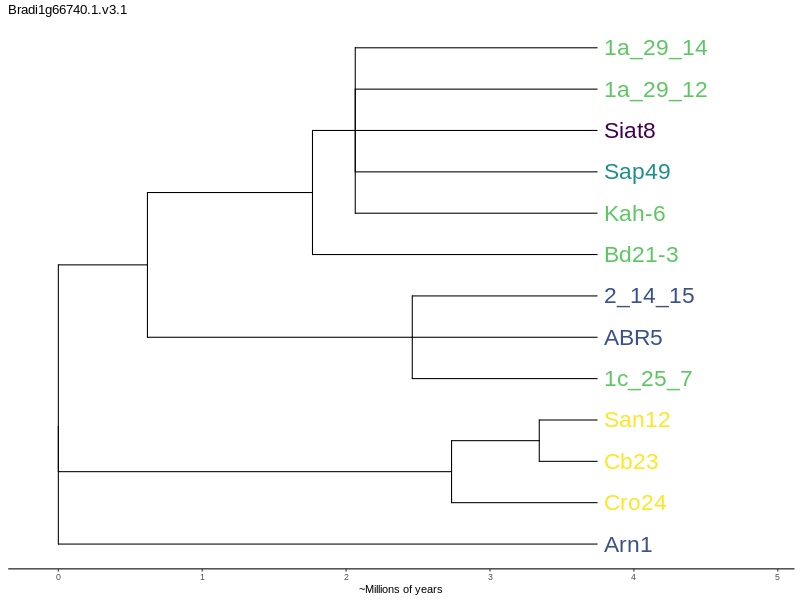 Bradi1g66740.1.v3.1
1a_29_14
1a_29_12
Siat8
Sap49
Kah-6
Bd21-3
2_14_15
ABR5
1c_25_7
San12
Cb23
Cro24
Arn1
0 1 2 3 4 5
~Millions of years